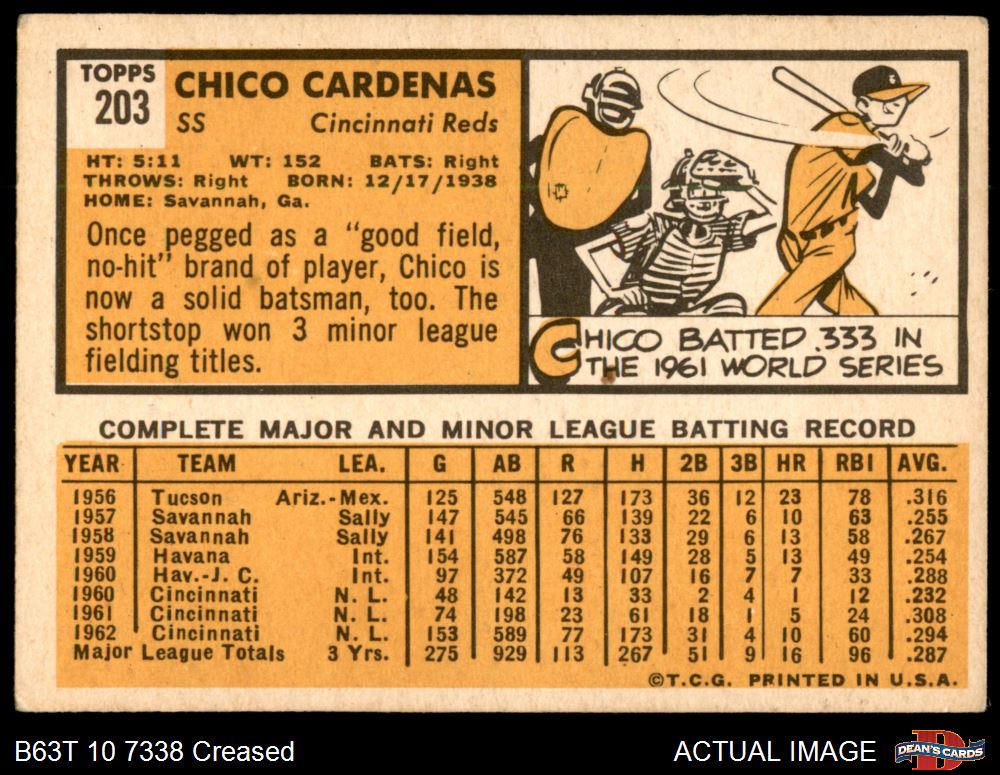 TOPPS
203
CHICO CARDENAS
SS Cincinnati Reds
HT: 5:11 WT: 152 BATS: Right
THROWS: Right BORN: 12/17/1938
HOME: Savannah, Ga.
Once pegged as a "good field,
no-hit" brand of player, Chico is
now a solid batsman, too. The
shortstop won 3 minor league
fielding titles.
CHICO BATTED .333 IN
THE 1961 WORLD SERIES
COMPLETE MAJOR AND MINOR LEAGUE BATTING RECORD
YEAR TEAM LEA. G AB R H 2B 3B HR RBI AVG.
1956 Tucson Ariz.-Mex. 125 548 127 173 36 12 23 78 .316
1957 Savannah Sally 147 545 66 139 22 6 10 63 .255
1958 Savannah Sally 141 498 76 133 29 6 13 58 .267
1959 Havana Int. 154 587 58 149 28 5 13 49 .254
1960 Hav.-J. C. Int. 97 372 49 107 16 7 7 33 .288
1960 Cincinnati N. L. 48 142 13 33 2 4 1 12 .232
1961 Cincinnati N. L. 74 198 23 61 18 1 5 24 .308
1962 Cincinnati N. L. 153 589 77 173 31 4 10 60 .294
Major League Totals 3 Yrs. 275 929 113 267 51 9 16 96 .287
©T.C.G. PRINTED IN U.S.A.
B63T 10 7338 Creased
ACTUAL IMAGE
DEAN'S CARDS